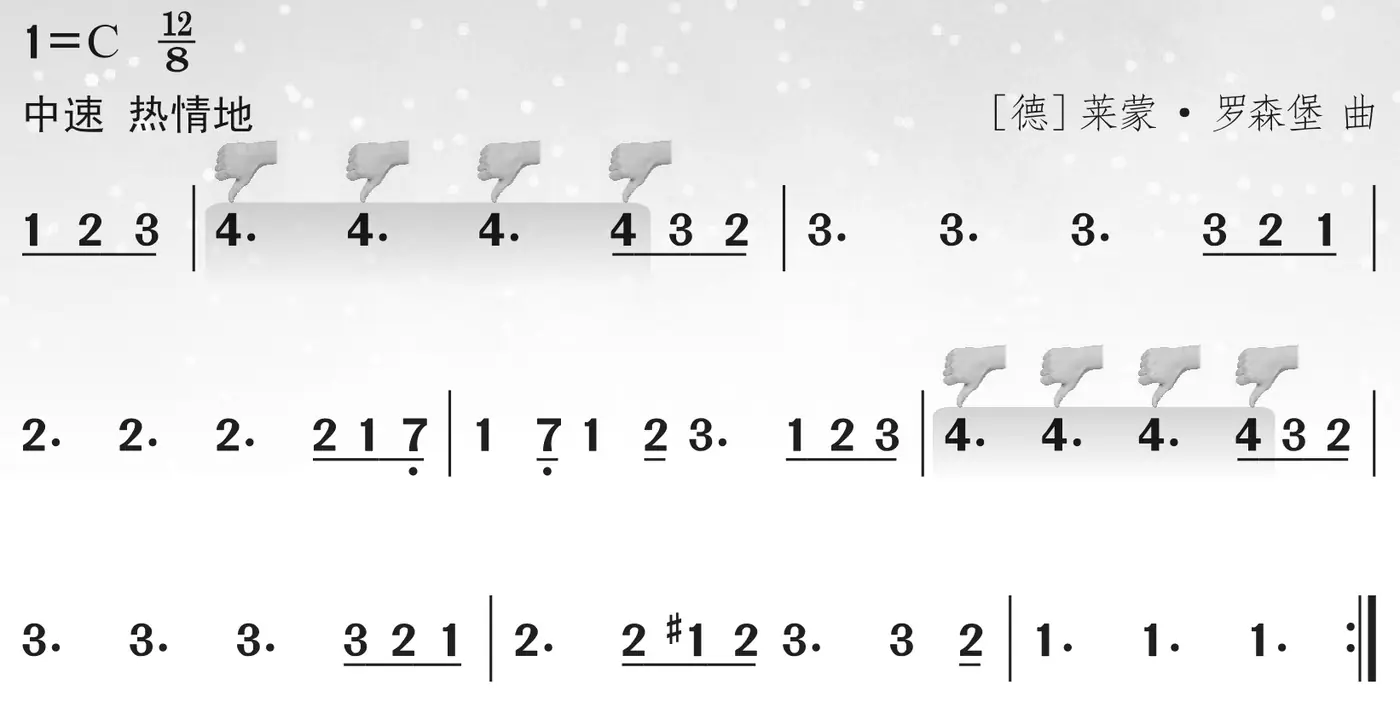 1=C 12/8
中速 热情地 [德]莱蒙·罗森堡 曲
1 2 3 | 4. 4. 4. 4 3 2 | 3. 3. 3. 3 2 1 |
2. 2. 2. 2 1 7̣ | 1 7̣ 1 2 3. 1 2 3 | 4. 4. 4. 4 3 2 |
3. 3. 3. 3 2 1 | 2. 2 #1 2 3. 3 2 | 1. 1. 1. :|